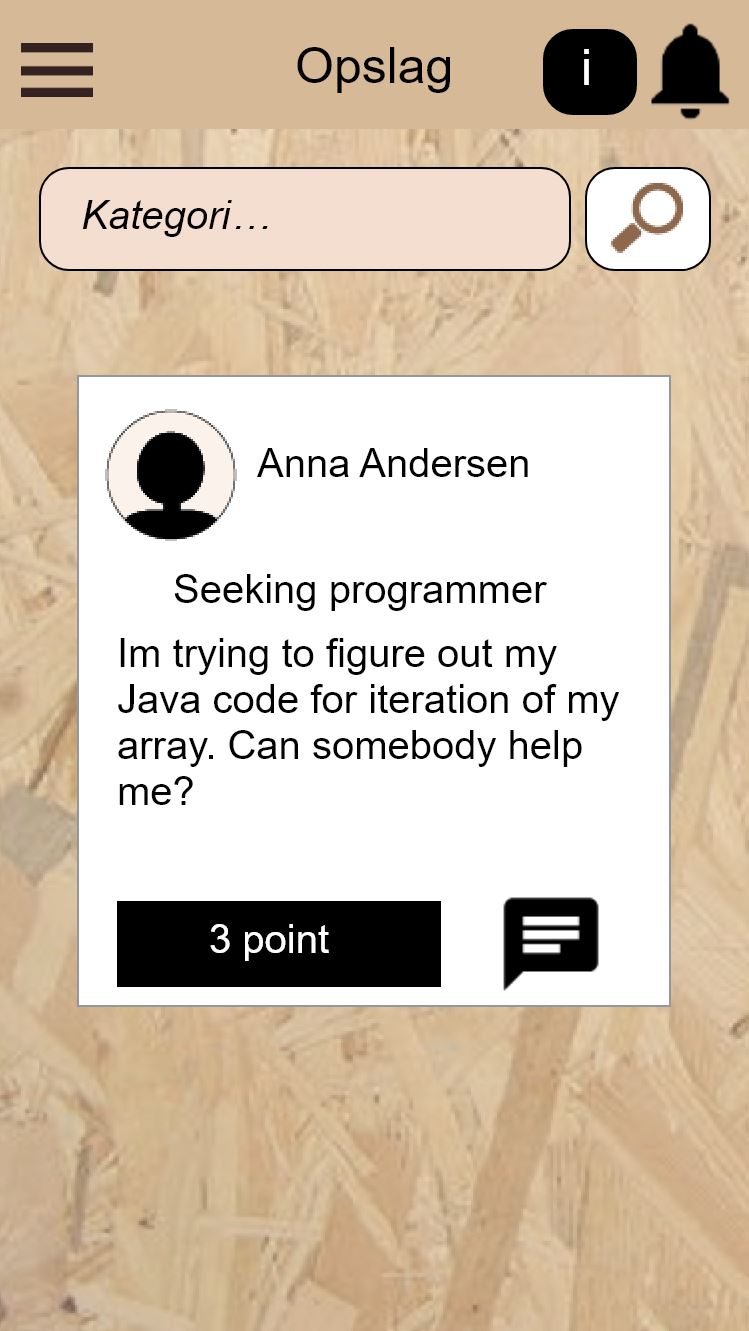 Opslag
i
Kategori...
Anna Andersen
Seeking programmer
Im trying to figure out my
Java code for iteration of my
array. Can somebody help
me?
3 point